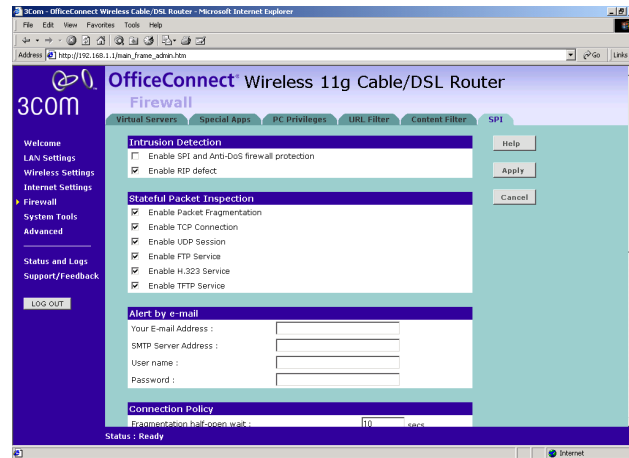 3Com - OfficeConnect Wireless Cable/DSL Router - Microsoft Internet Explorer
File Edit View Favorites Tools Help
Address http://192.168.1.1/main_frame_admin.htm Go Links
3COM
OfficeConnect Wireless 11g Cable/DSL Router
Firewall
Virtual Servers Special Apps PC Privileges URL Filter Content Filter SPI
Welcome
LAN Settings
Wireless Settings
Internet Settings
Firewall
System Tools
Advanced
Status and Logs
Support/Feedback
LOG OUT
Intrusion Detection
Enable SPI and Anti-DoS firewall protection
Enable RIP defect
Stateful Packet Inspection
Enable Packet Fragmentation
Enable TCP Connection
Enable UDP Session
Enable FTP Service
Enable H.323 Service
Enable TFTP Service
Alert by e-mail
Your E-mail Address :
SMTP Server Address :
User name :
Password :
Connection Policy
Fragmentation half-open wait : 10 secs
Help
Apply
Cancel
Status : Ready
Internet